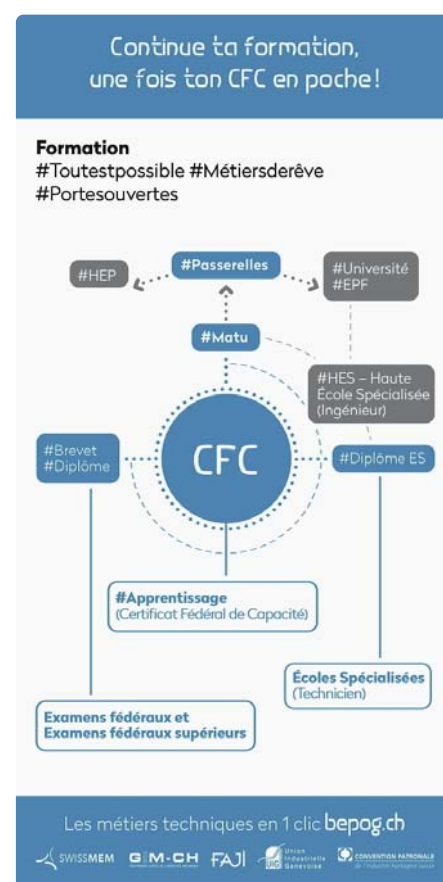 Continue ta formation,
une fois ton CFC en poche!
Formation
#Toutestpossible #Métiersderêve
#Portesouvertes
#HEP
#Passerelles
#Université
#EPF
#Matu
#HES – Haute
École Spécialisée
(Ingénieur)
#Brevet
#Diplôme
CFC
#Diplôme ES
#Apprentissage
(Certificat Fédéral de Capacité)
Écoles Spécialisées
(Technicien)
Examens fédéraux et
Examens fédéraux supérieurs
Les métiers techniques en 1 clic bepog.ch
SWISSMEM
GIM-CH
FAJI
UIG
Union
Industrielle
Genevoise
CONVENTION PATRONALE